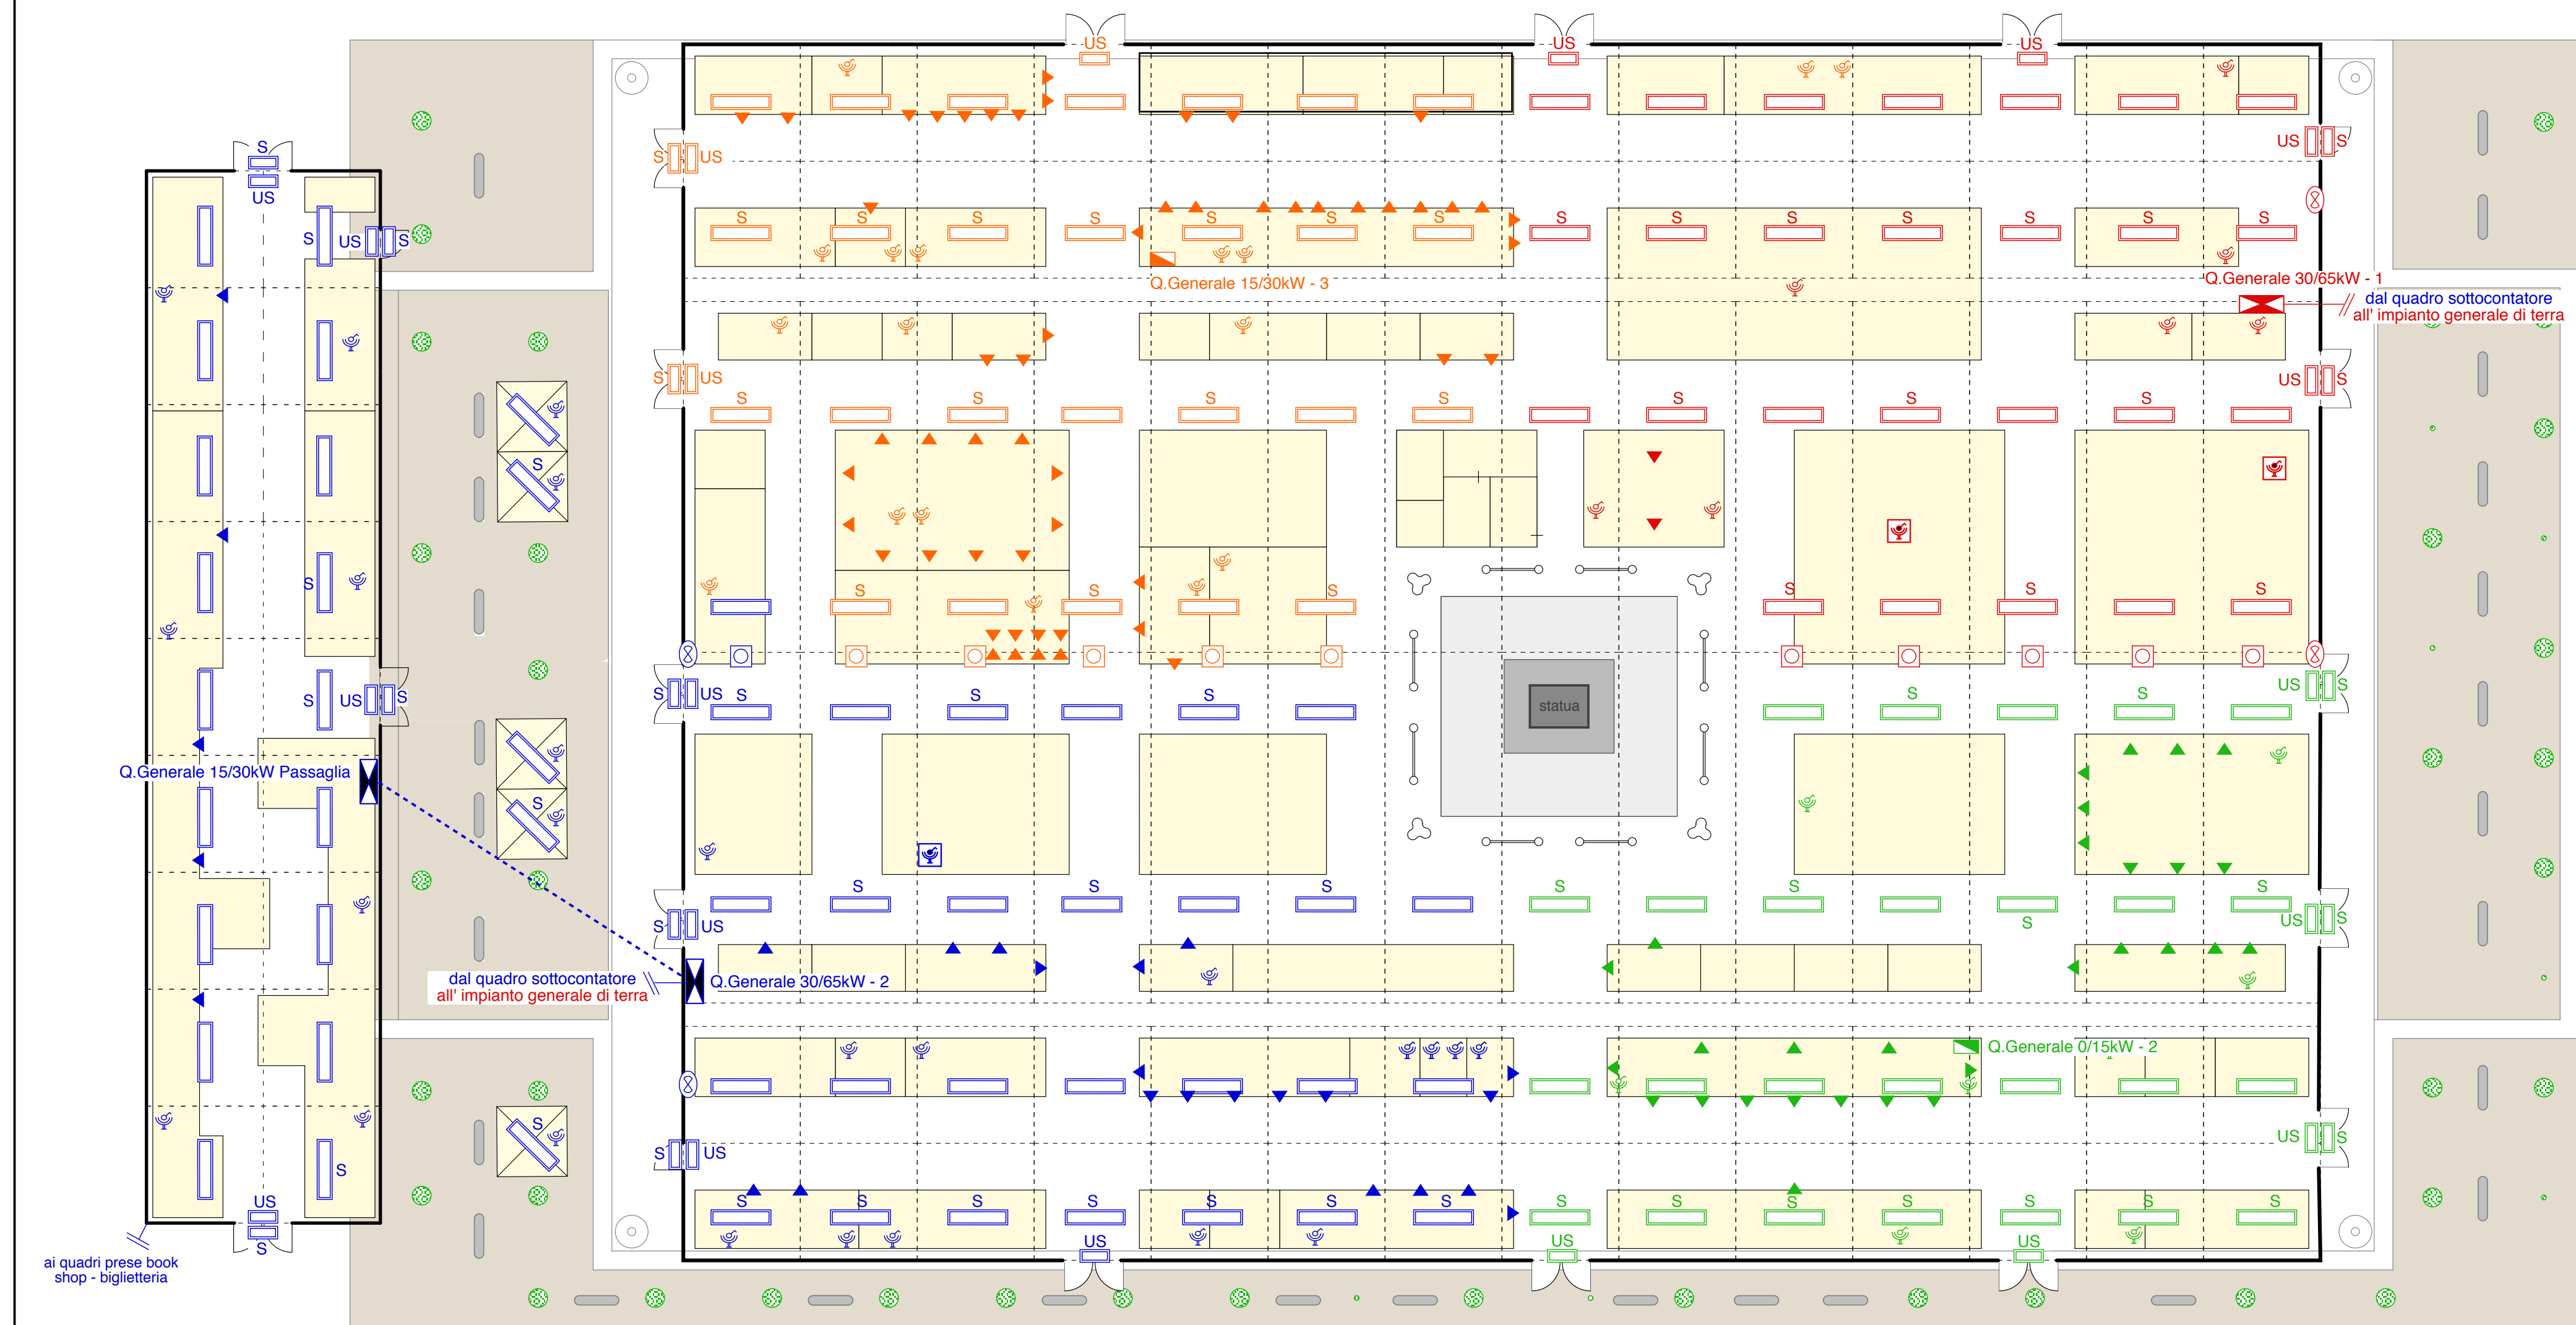 US US US
S US US S
S US
S S S S S S S S S S S S S S
S US S
Q.Generale 15/30kW - 3
Q.Generale 30/65kW - 1
dal quadro sottocontatore
all' impianto generale di terra
S US US S
S S S S S S S
S
S
S S S S S S
S US S US S S S S S S US S
statua
Q.Generale 15/30kW Passaglia
S
S S S S S S S
S US S US S
dal quadro sottocontatore
all' impianto generale di terra
Q.Generale 30/65kW - 2
Q.Generale 0/15kW - 2
S
S US US S
S
US S S S S S S S S S S S S S S
S US US US
ai quadri prese book
shop - biglietteria